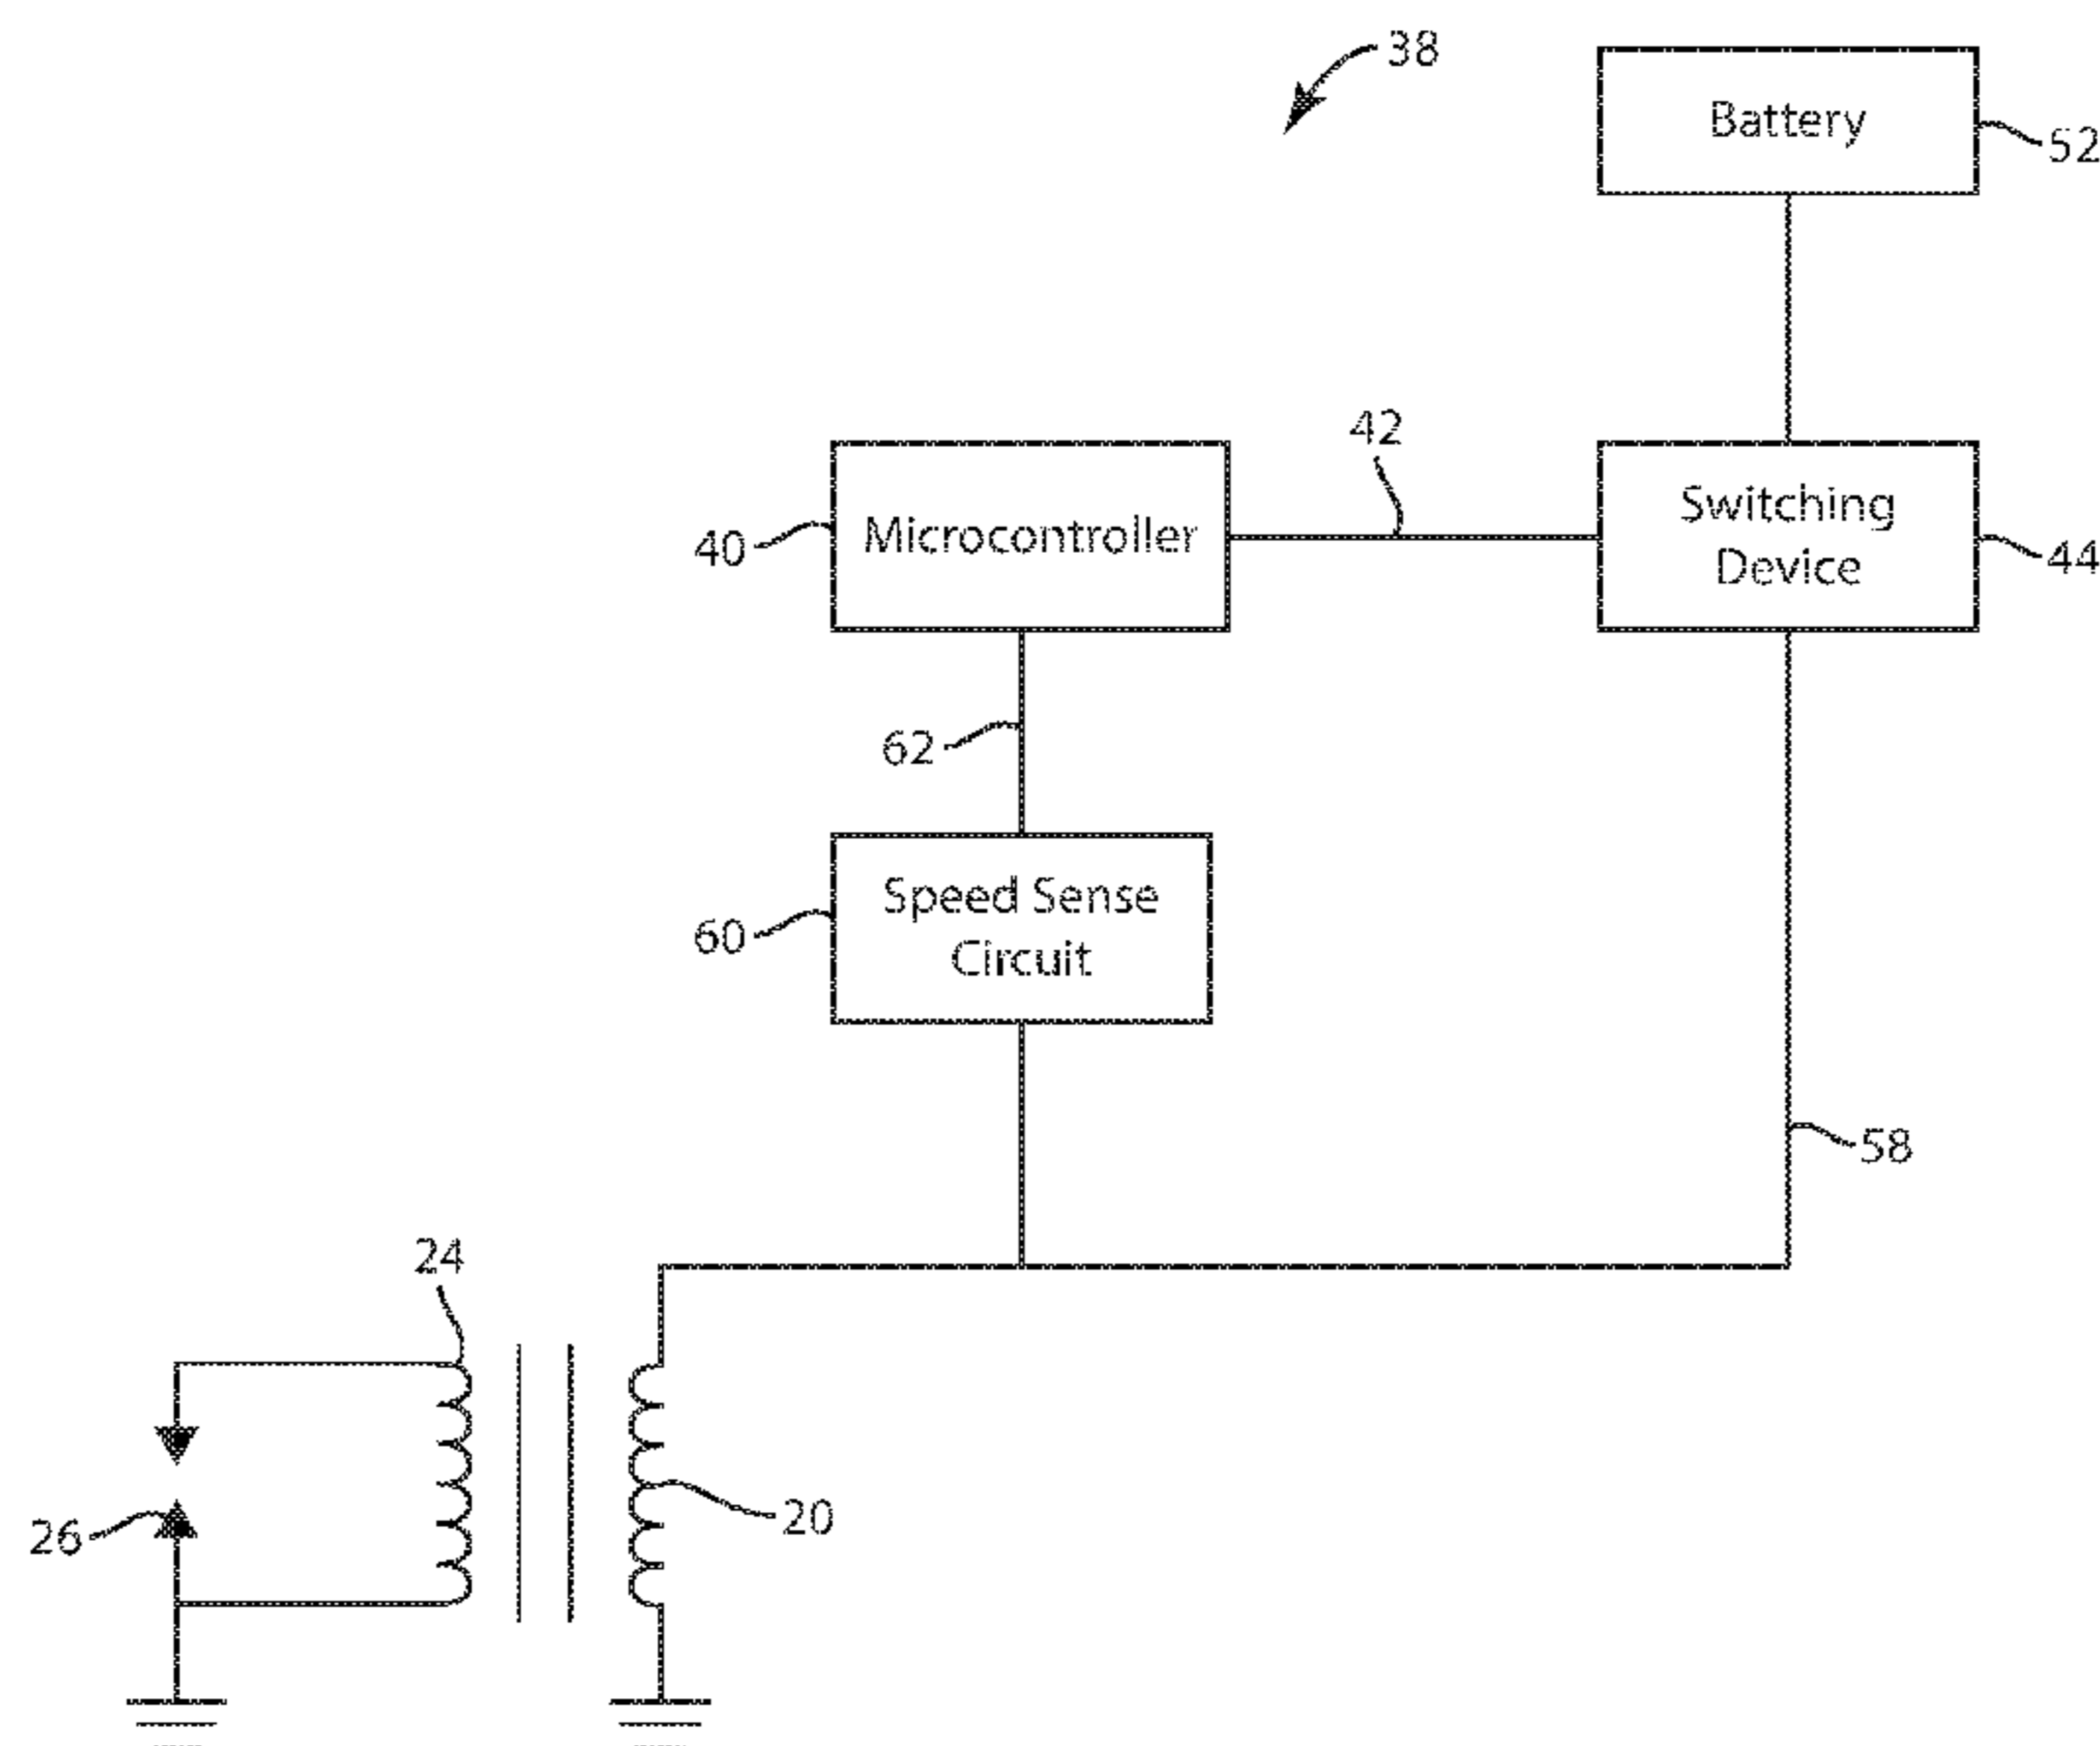 38
Battery
52
42
Microcontroller
40
Switching
Device
44
62
Speed Sense
Circuit
60
58
24
20
26